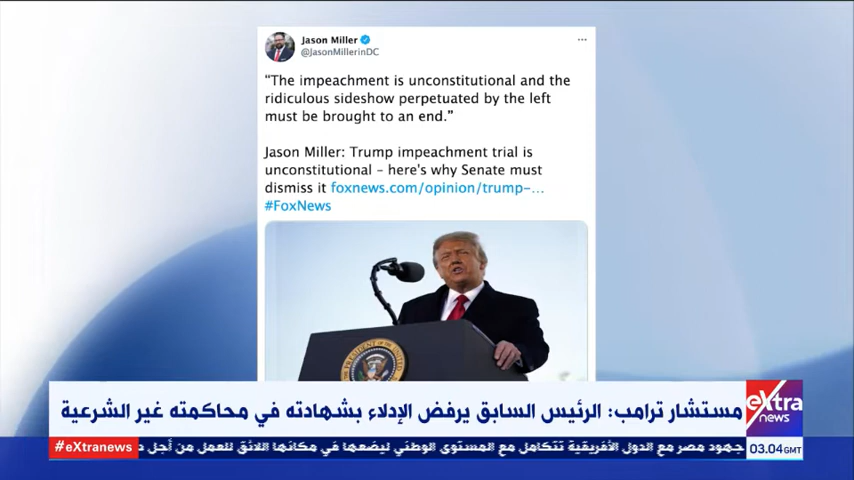 Jason Miller
@JasonMillerinDC
“The impeachment is unconstitutional and the
ridiculous sideshow perpetuated by the left
must be brought to an end.”
Jason Miller: Trump impeachment trial is
unconstitutional – here's why Senate must
dismiss it foxnews.com/opinion/trump-...
#FoxNews
مستشار ترامب: الرئيس السابق يرفض الإدلاء بشهادته في محاكمته غير الشرعية
eXtra
news
#eXtranews
جهود مصر مع الدول الأفريقية تتكامل مع المستوى الوطني ليضعها في مكانها اللائق للعمل من أجل
03.04 GMT